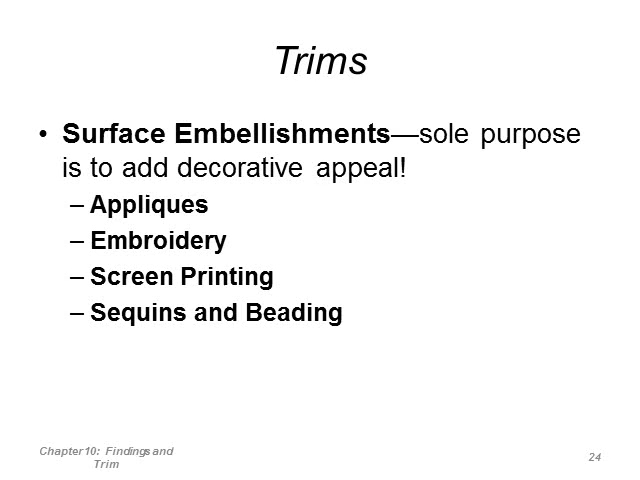 Trims
• Surface Embellishments—sole purpose
is to add decorative appeal!
– Appliques
– Embroidery
– Screen Printing
– Sequins and Beading
Chapter 10: Findings and
Trim
24